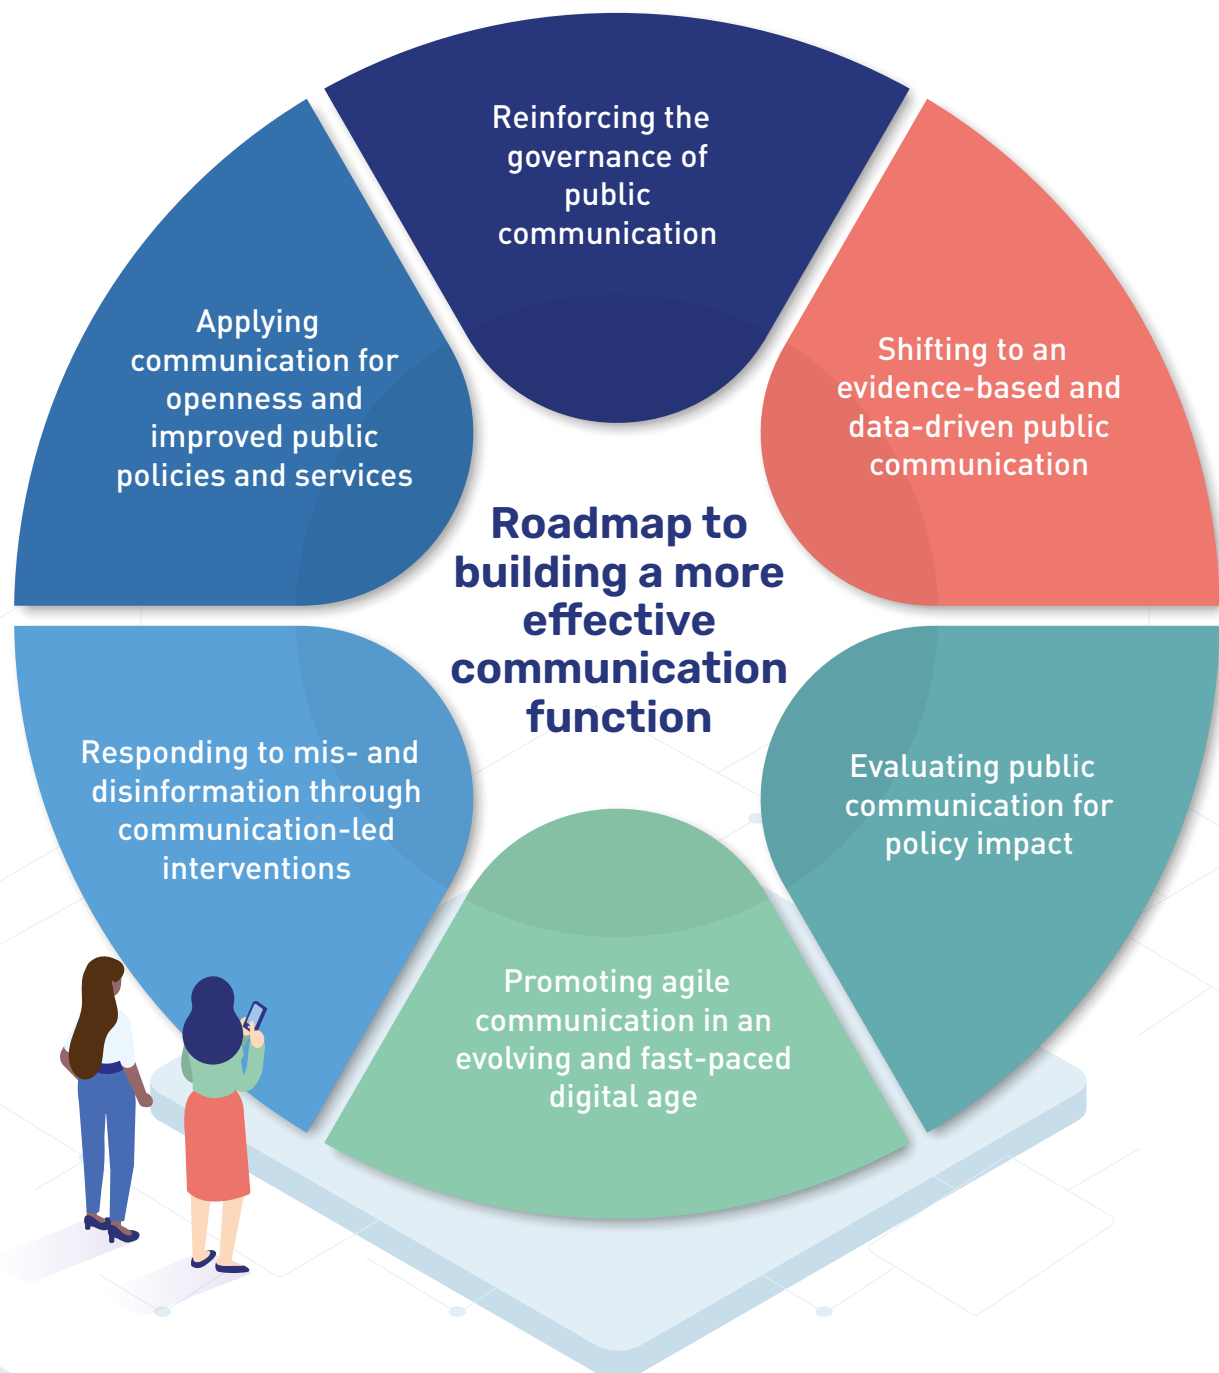 Reinforcing the
governance of
public
communication
Shifting to an
evidence-based and
data-driven public
communication
Evaluating public
communication for
policy impact
Promoting agile
communication in an
evolving and fast-paced
digital age
Responding to mis- and
disinformation through
communication-led
interventions
Applying
communication for
openness and
improved public
policies and services
Roadmap to
building a more
effective
communication
function